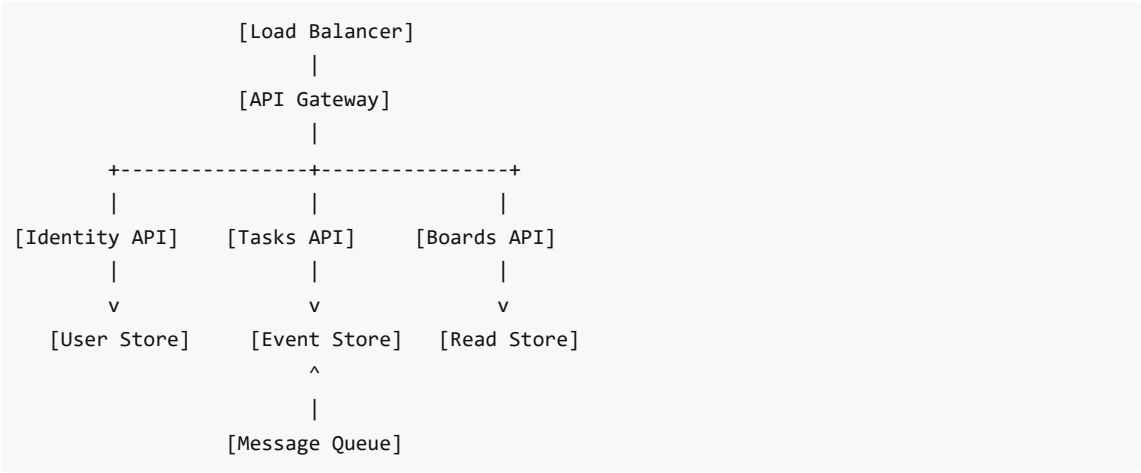 [Load Balancer]
|
[API Gateway]
|
+----------------+----------------+
| | |
[Identity API] [Tasks API] [Boards API]
| | |
v v v
[User Store] [Event Store] [Read Store]
^
|
[Message Queue]